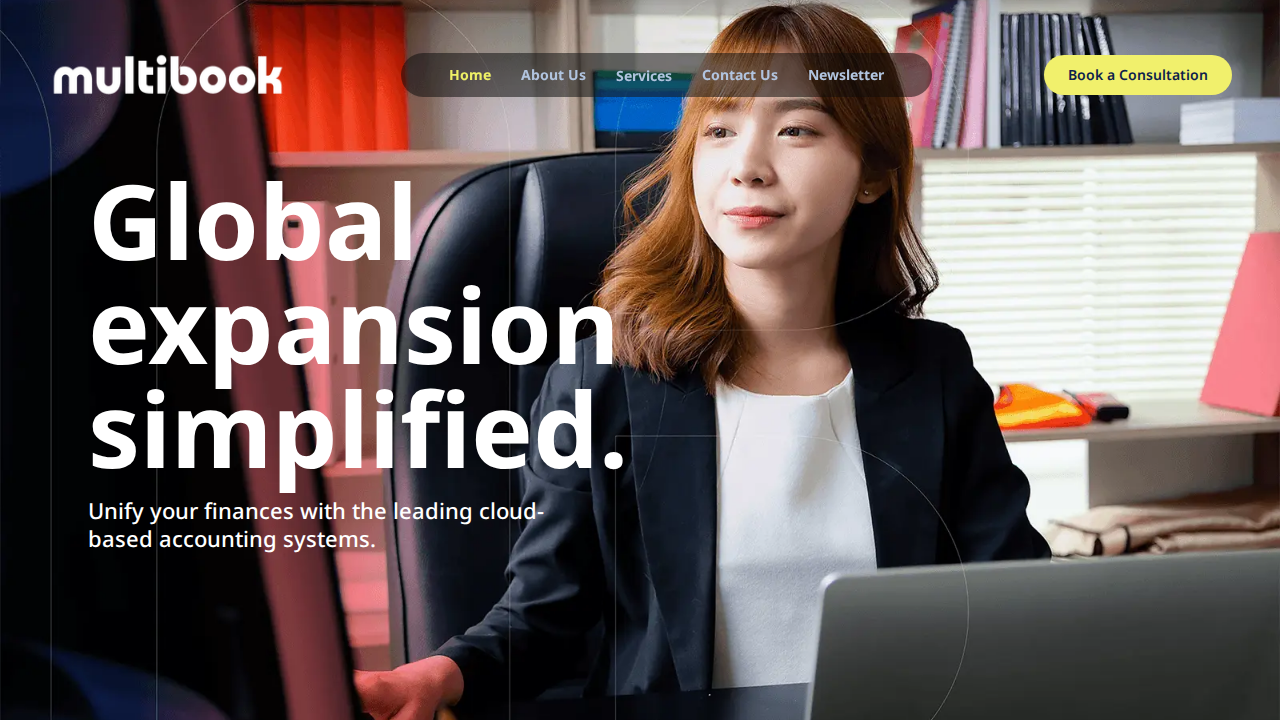 multibook
Home
About Us
Services
Contact Us
Newsletter
Book a Consultation
Global
expansion
simplified.
Unify your finances with the leading cloud-
based accounting systems.